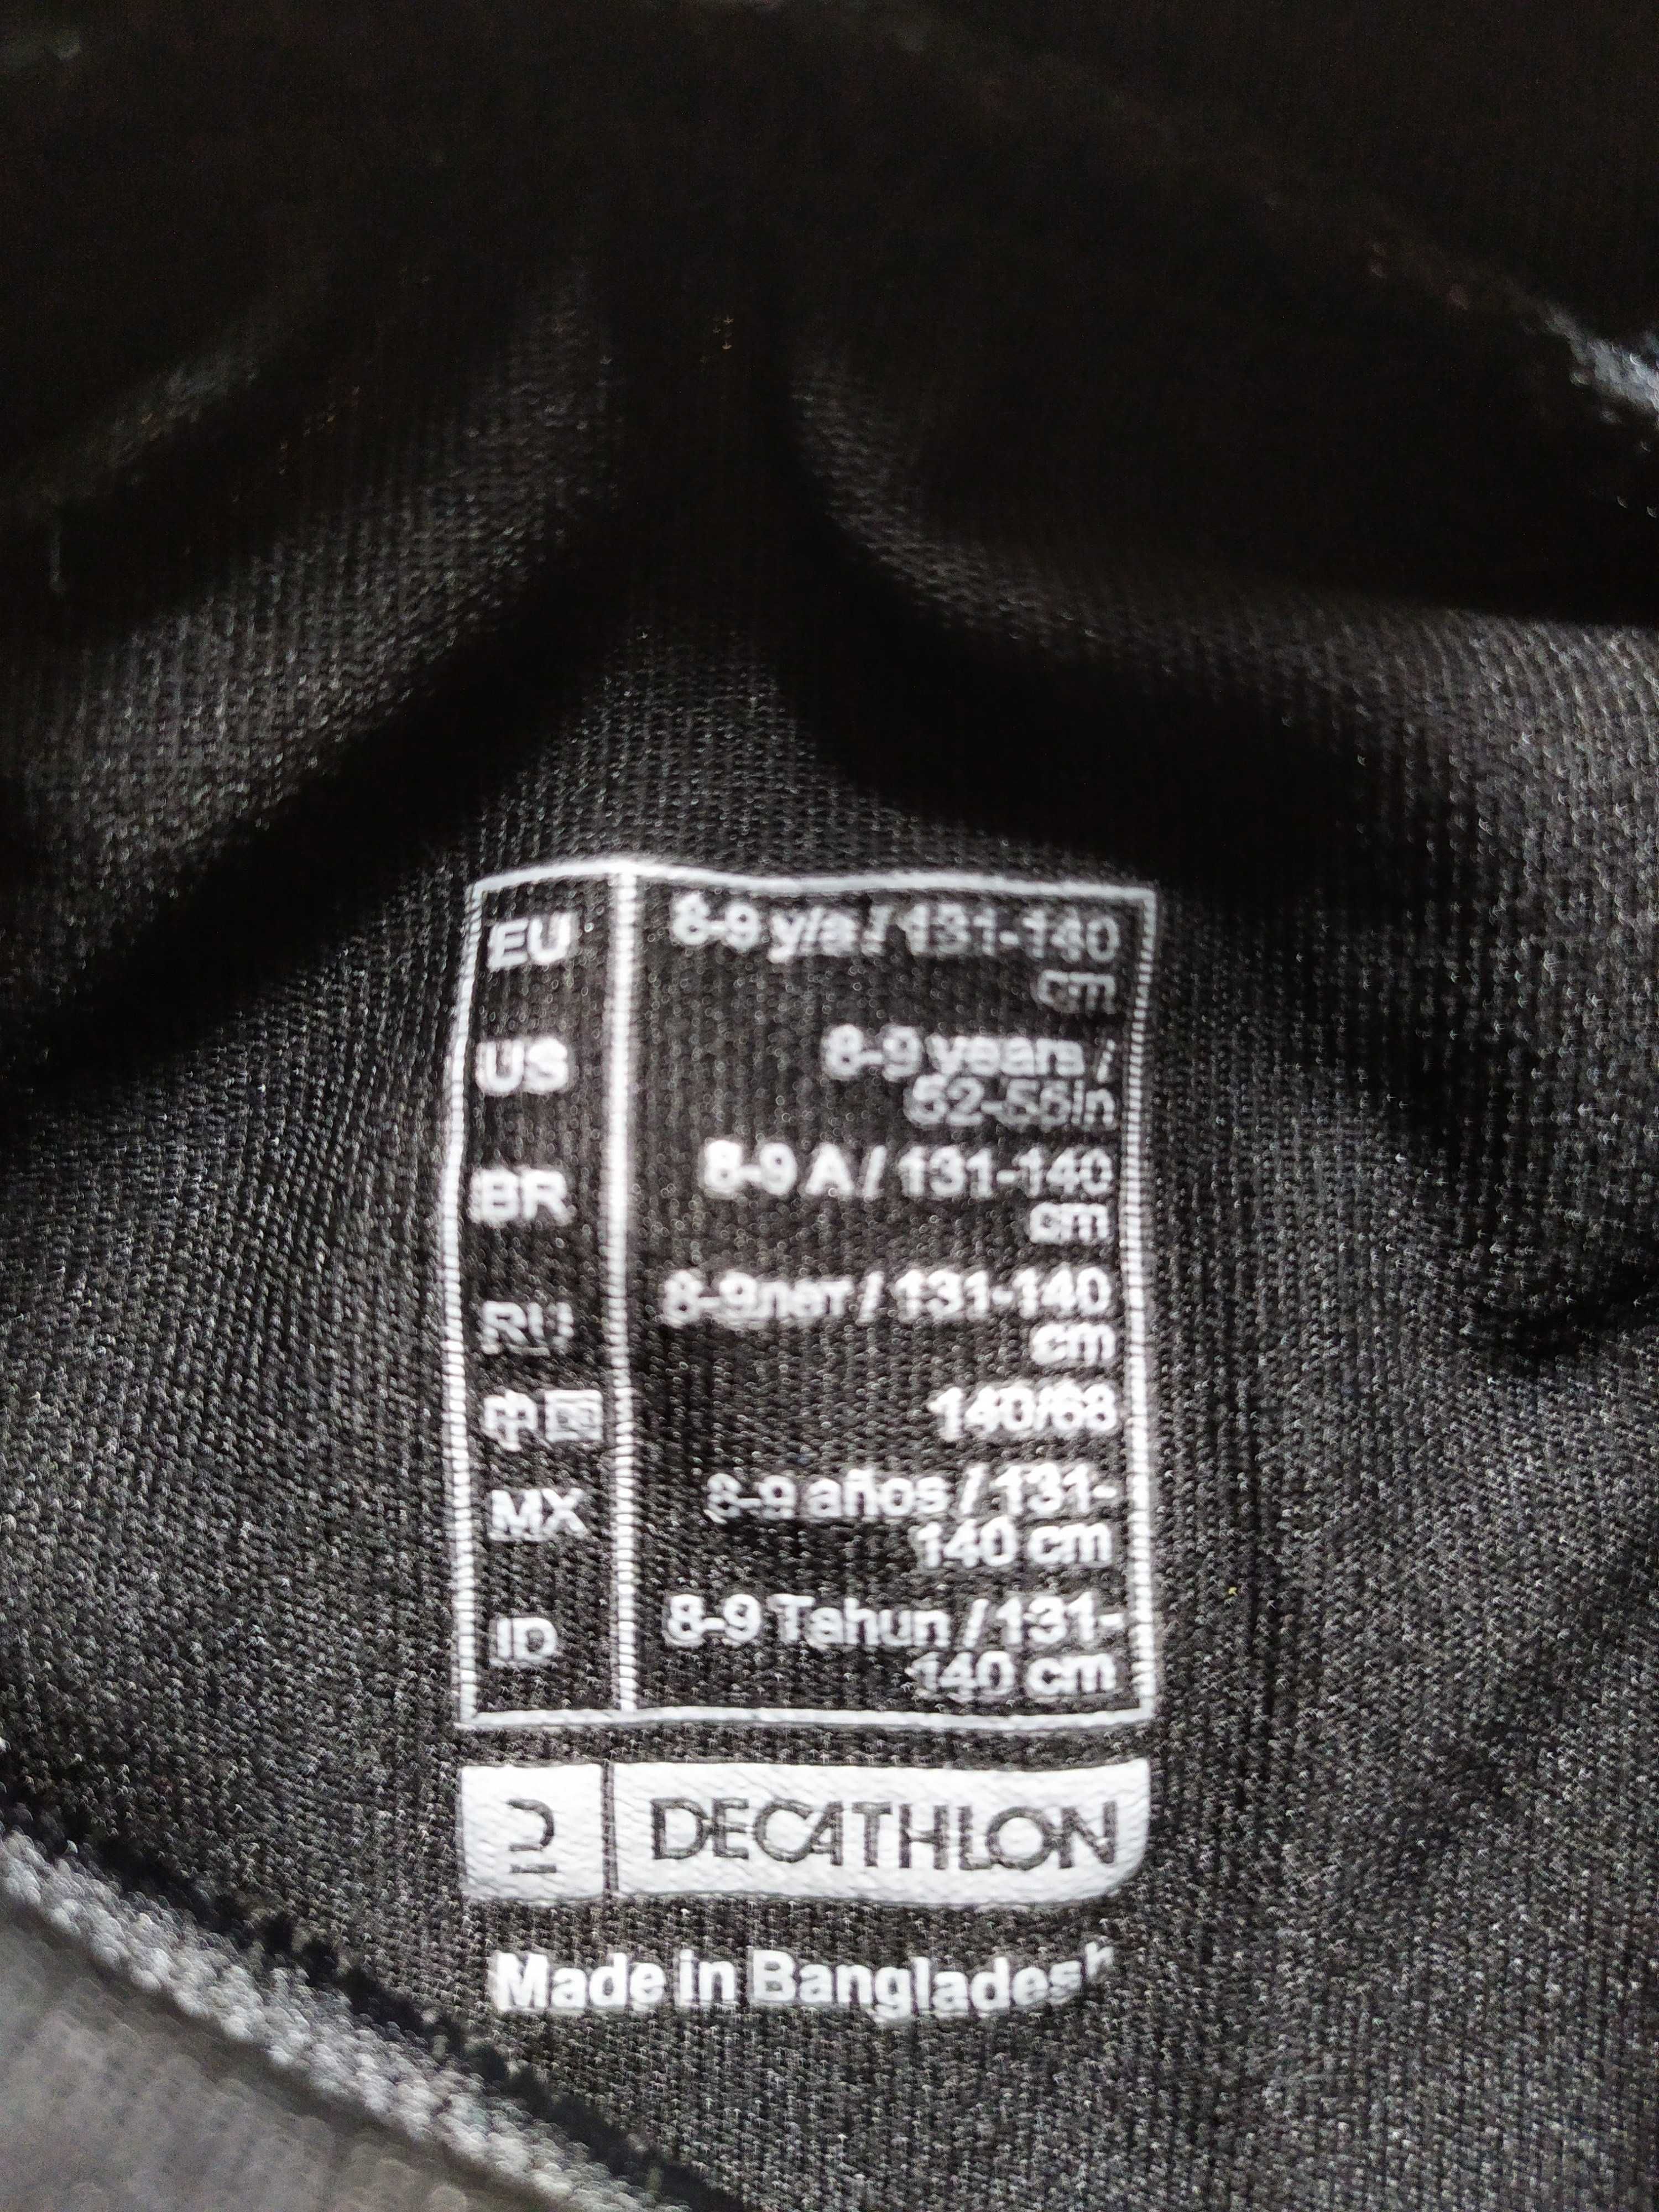 EU 8-9 y/a / 131-140
cm
US 8-9 years /
52-55in
BR 8-9 A / 131-140
cm
RU 8-9лет / 131-140
cm
中国 140/68
MX 8-9 años / 131-
140 cm
ID 8-9 Tahun / 131-
140 cm
DECATHLON
Made in Bangladesh